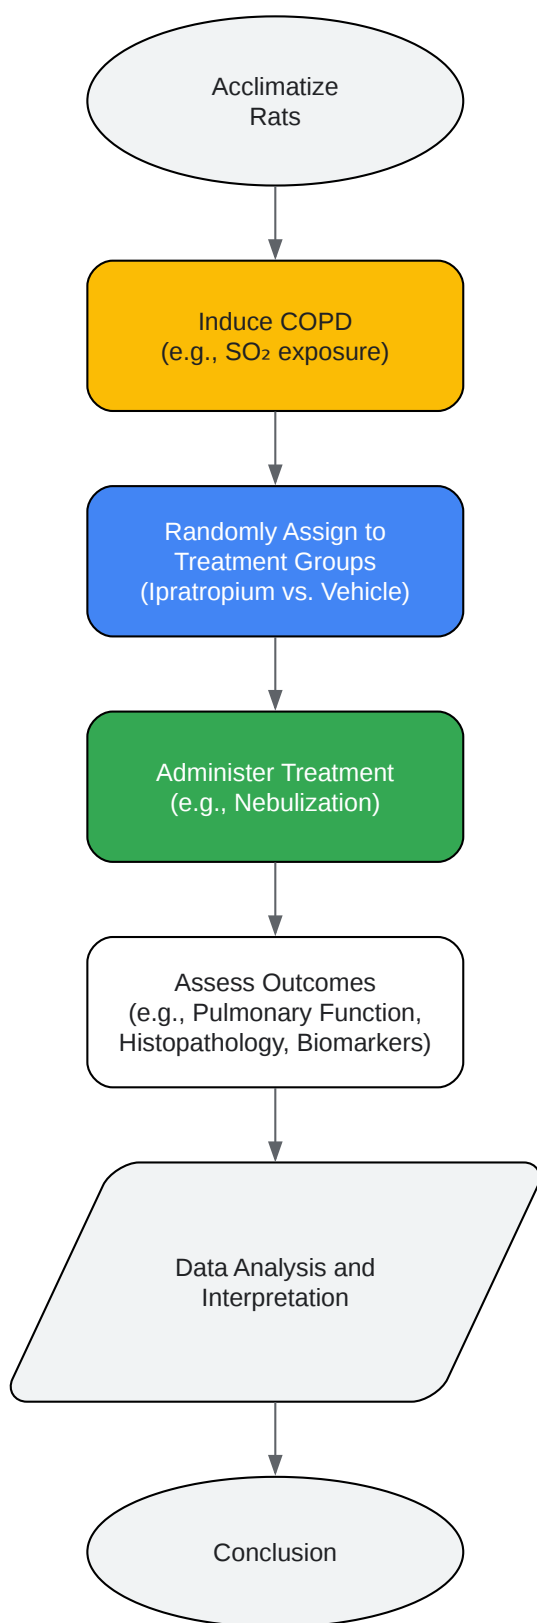 Acclimatize
Rats
Induce COPD
(e.g., SO₂ exposure)
Randomly Assign to
Treatment Groups
(Ipratropium vs. Vehicle)
Administer Treatment
(e.g., Nebulization)
Assess Outcomes
(e.g., Pulmonary Function,
Histopathology, Biomarkers)
Data Analysis and
Interpretation
Conclusion